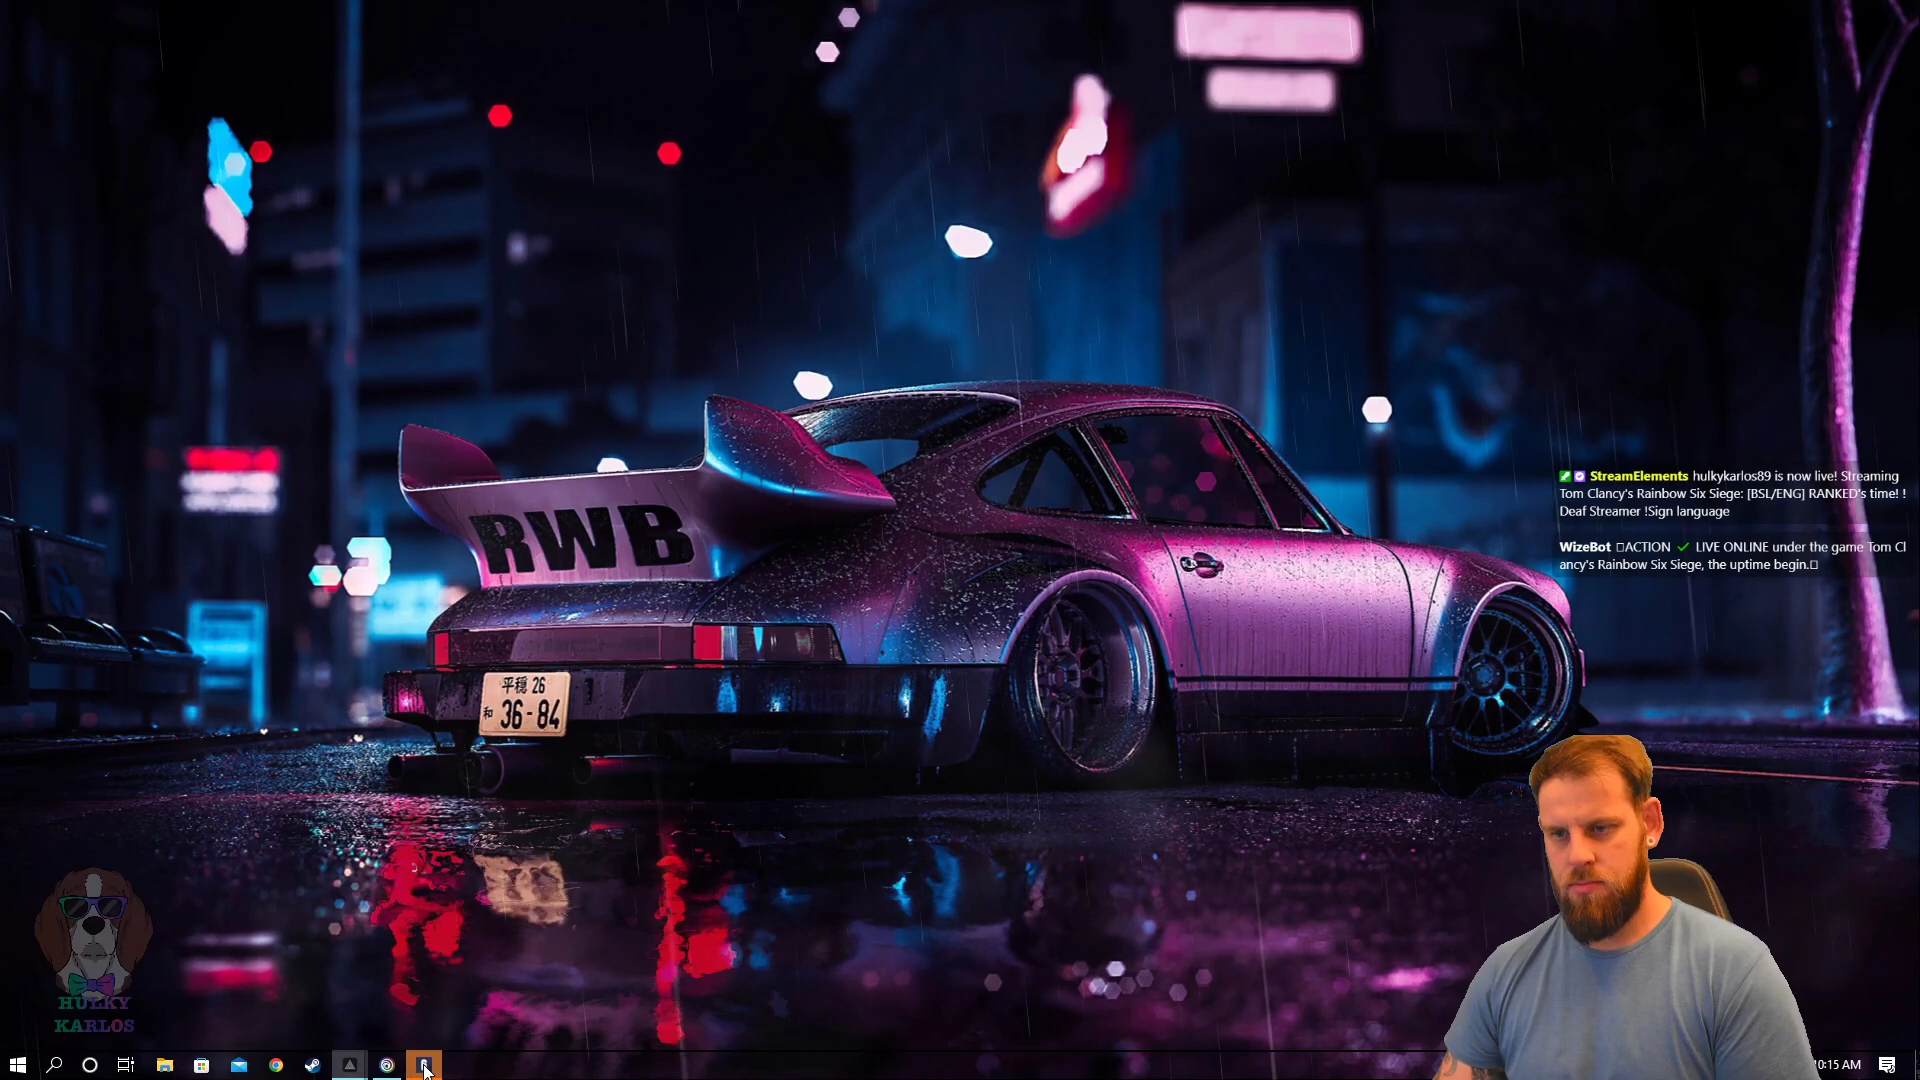 RWB
平穏 26
和 36-84
StreamElements hulkykarlos89 is now live! Streaming
Tom Clancy's Rainbow Six Siege: [BSL/ENG] RANKED's time! !
Deaf Streamer !Sign language
WizeBot ▯ACTION ✓ LIVE ONLINE under the game Tom Cl
ancy's Rainbow Six Siege, the uptime begin.▯
HULKY
KARLOS
0:15 AM